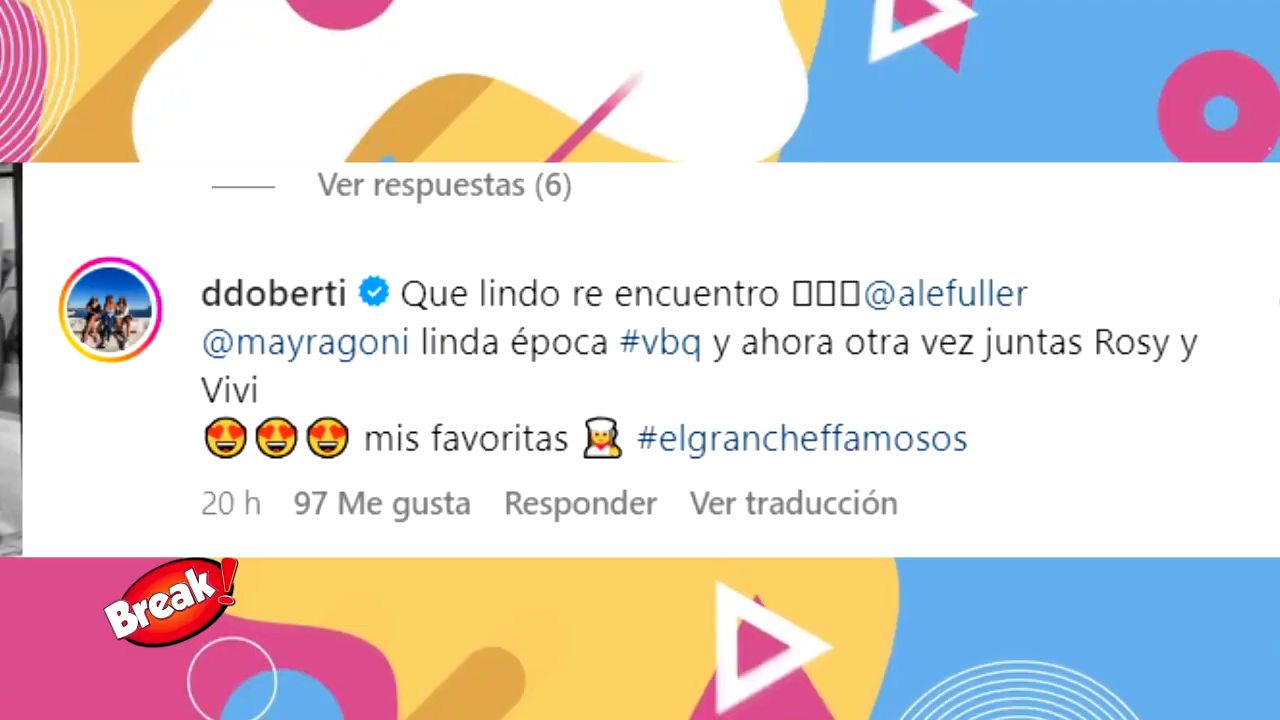 Ver respuestas (6)
ddoberti Que lindo re encuentro @alefuller
@mayragoni linda época #vbq y ahora otra vez juntas Rosy y
Vivi
😍😍😍 mis favoritas 👩‍🍳 #elgrancheffamosos
20 h 97 Me gusta Responder Ver traducción
Break!